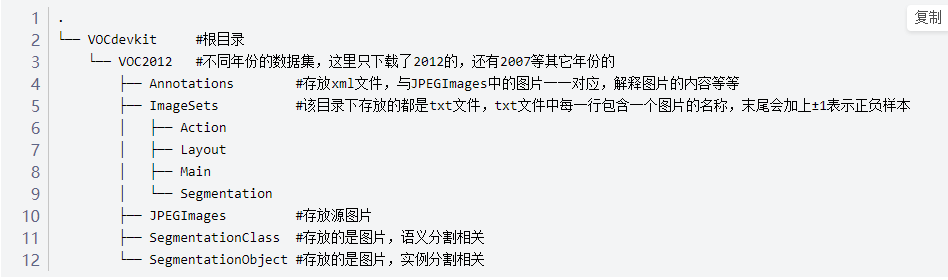 复制
1 .
2 └── VOCdevkit #根目录
3 └── VOC2012 #不同年份的数据集，这里只下载了2012的，还有2007等其它年份的
4 ├── Annotations #存放xml文件，与JPEGImages中的图片一一对应，解释图片的内容等等
5 ├── ImageSets #该目录下存放的都是txt文件，txt文件中每一行包含一个图片的名称，末尾会加上±1表示正负样本
6 │ ├── Action
7 │ ├── Layout
8 │ ├── Main
9 │ └── Segmentation
10 ├── JPEGImages #存放源图片
11 ├── SegmentationClass #存放的是图片，语义分割相关
12 └── SegmentationObject #存放的是图片，实例分割相关